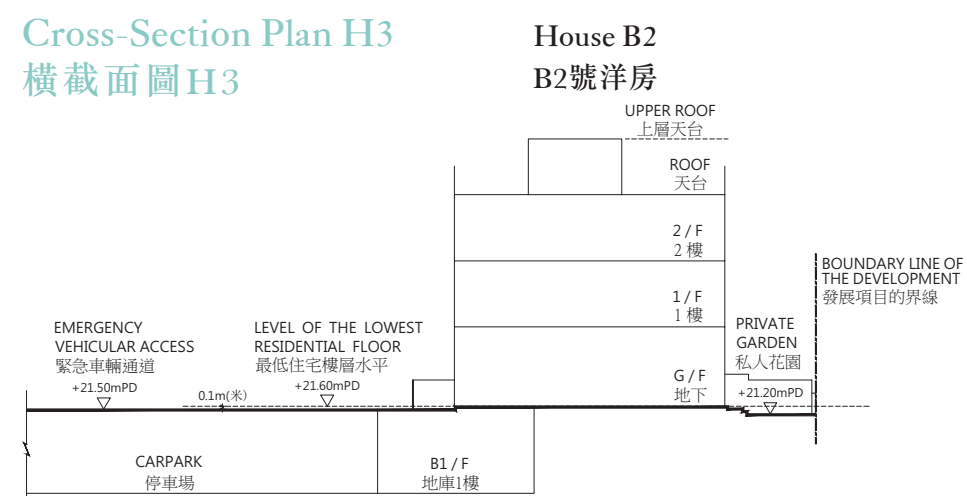 Cross-Section Plan H3
橫截面圖H3
House B2
B2號洋房
UPPER ROOF
上層天台
ROOF
天台
2 / F
2 樓
1 / F
1 樓
G / F
地下
BOUNDARY LINE OF
THE DEVELOPMENT
發展項目的界線
PRIVATE
GARDEN
私人花園
+21.20mPD
EMERGENCY
VEHICULAR ACCESS
緊急車輛通道
+21.50mPD
0.1m(米)
LEVEL OF THE LOWEST
RESIDENTIAL FLOOR
最低住宅樓層水平
+21.60mPD
CARPARK
停車場
B1 / F
地庫1樓